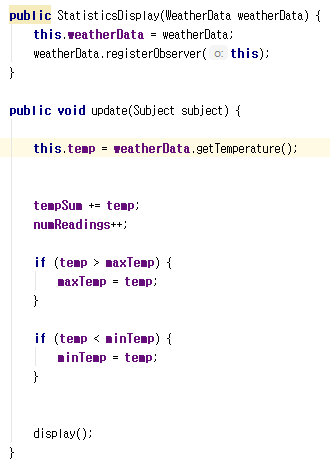 public StatisticsDisplay(WeatherData weatherData) {
this.weatherData = weatherData;
weatherData.registerObserver( o: this);
}
public void update(Subject subject) {
this.temp = weatherData.getTemperature();
tempSum += temp;
numReadings++;
if (temp > maxTemp) {
maxTemp = temp;
}
if (temp < minTemp) {
minTemp = temp;
}
display();
}